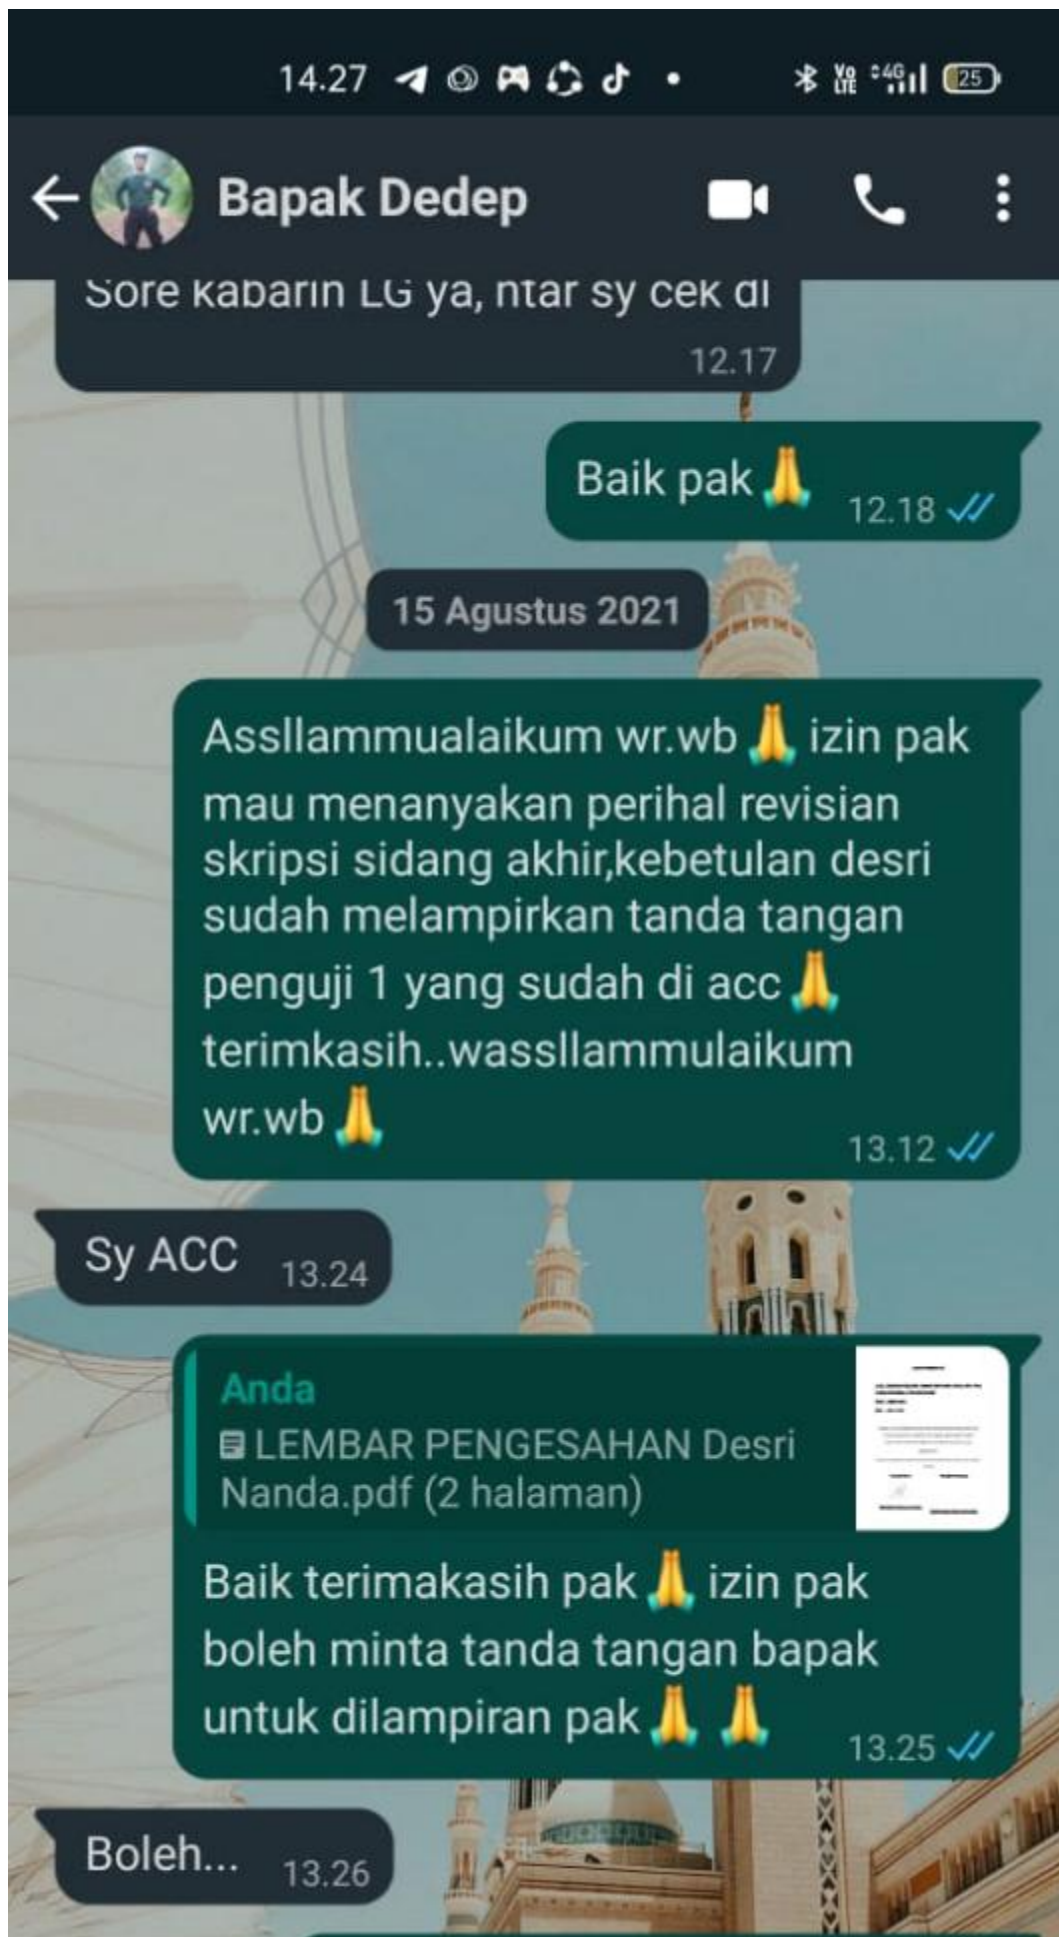 14.27
Vo LTE 4G 25
Bapak Dedep
Sore kabarin LG ya, ntar sy cek di
12.17
Baik pak🙏
12.18
15 Agustus 2021
Assllammualaikum wr.wb🙏 izin pak
mau menanyakan perihal revisian
skripsi sidang akhir,kebetulan desri
sudah melampirkan tanda tangan
penguji 1 yang sudah di acc🙏
terimkasih..wassllammulaikum
wr.wb🙏
13.12
Sy ACC
13.24
Anda
LEMBAR PENGESAHAN Desri
Nanda.pdf (2 halaman)
Baik terimakasih pak🙏 izin pak
boleh minta tanda tangan bapak
untuk dilampiran pak🙏 🙏
13.25
Boleh...
13.26